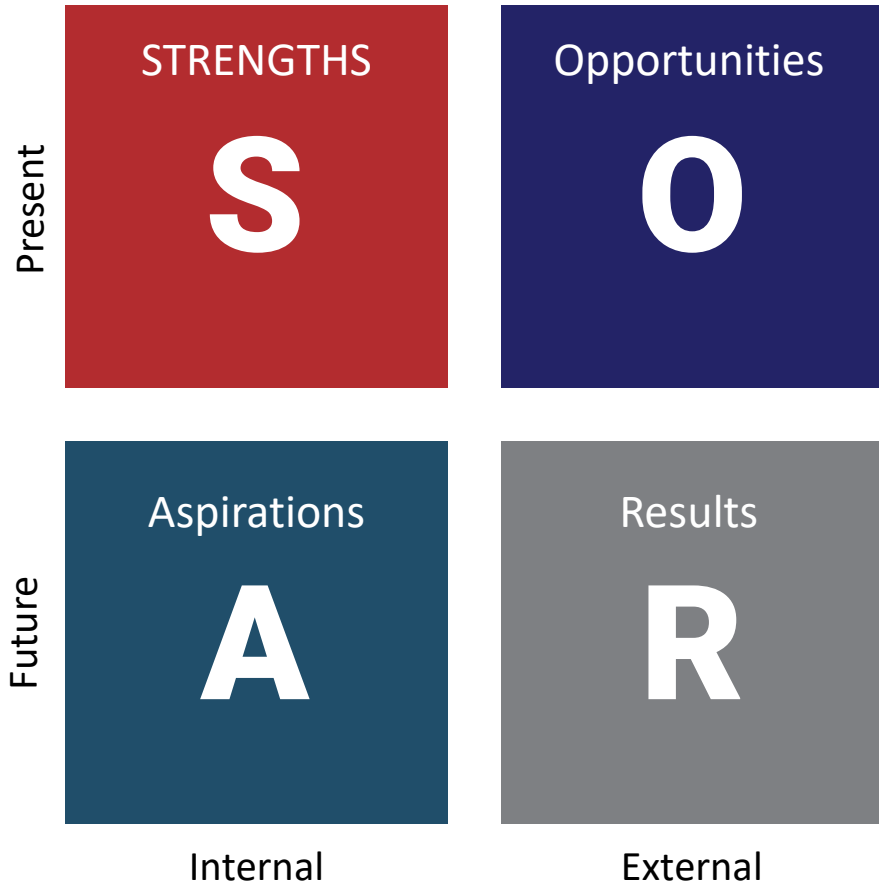 STRENGTHS
S
Opportunities
O
Present
Aspirations
A
Results
R
Future
Internal
External